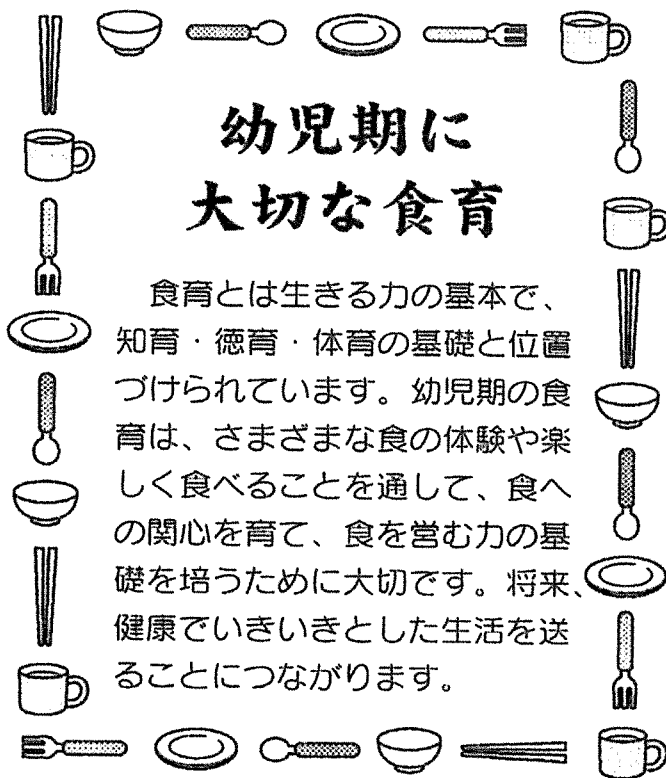 幼児期に
大切な食育
食育とは生きる力の基本で、
知育・徳育・体育の基礎と位置
づけられています。幼児期の食
育は、さまざまな食の体験や楽
しく食べることを通して、食へ
の関心を育て、食を営む力の基
礎を培うために大切です。将来、
健康でいきいきとした生活を送
ることにつながります。